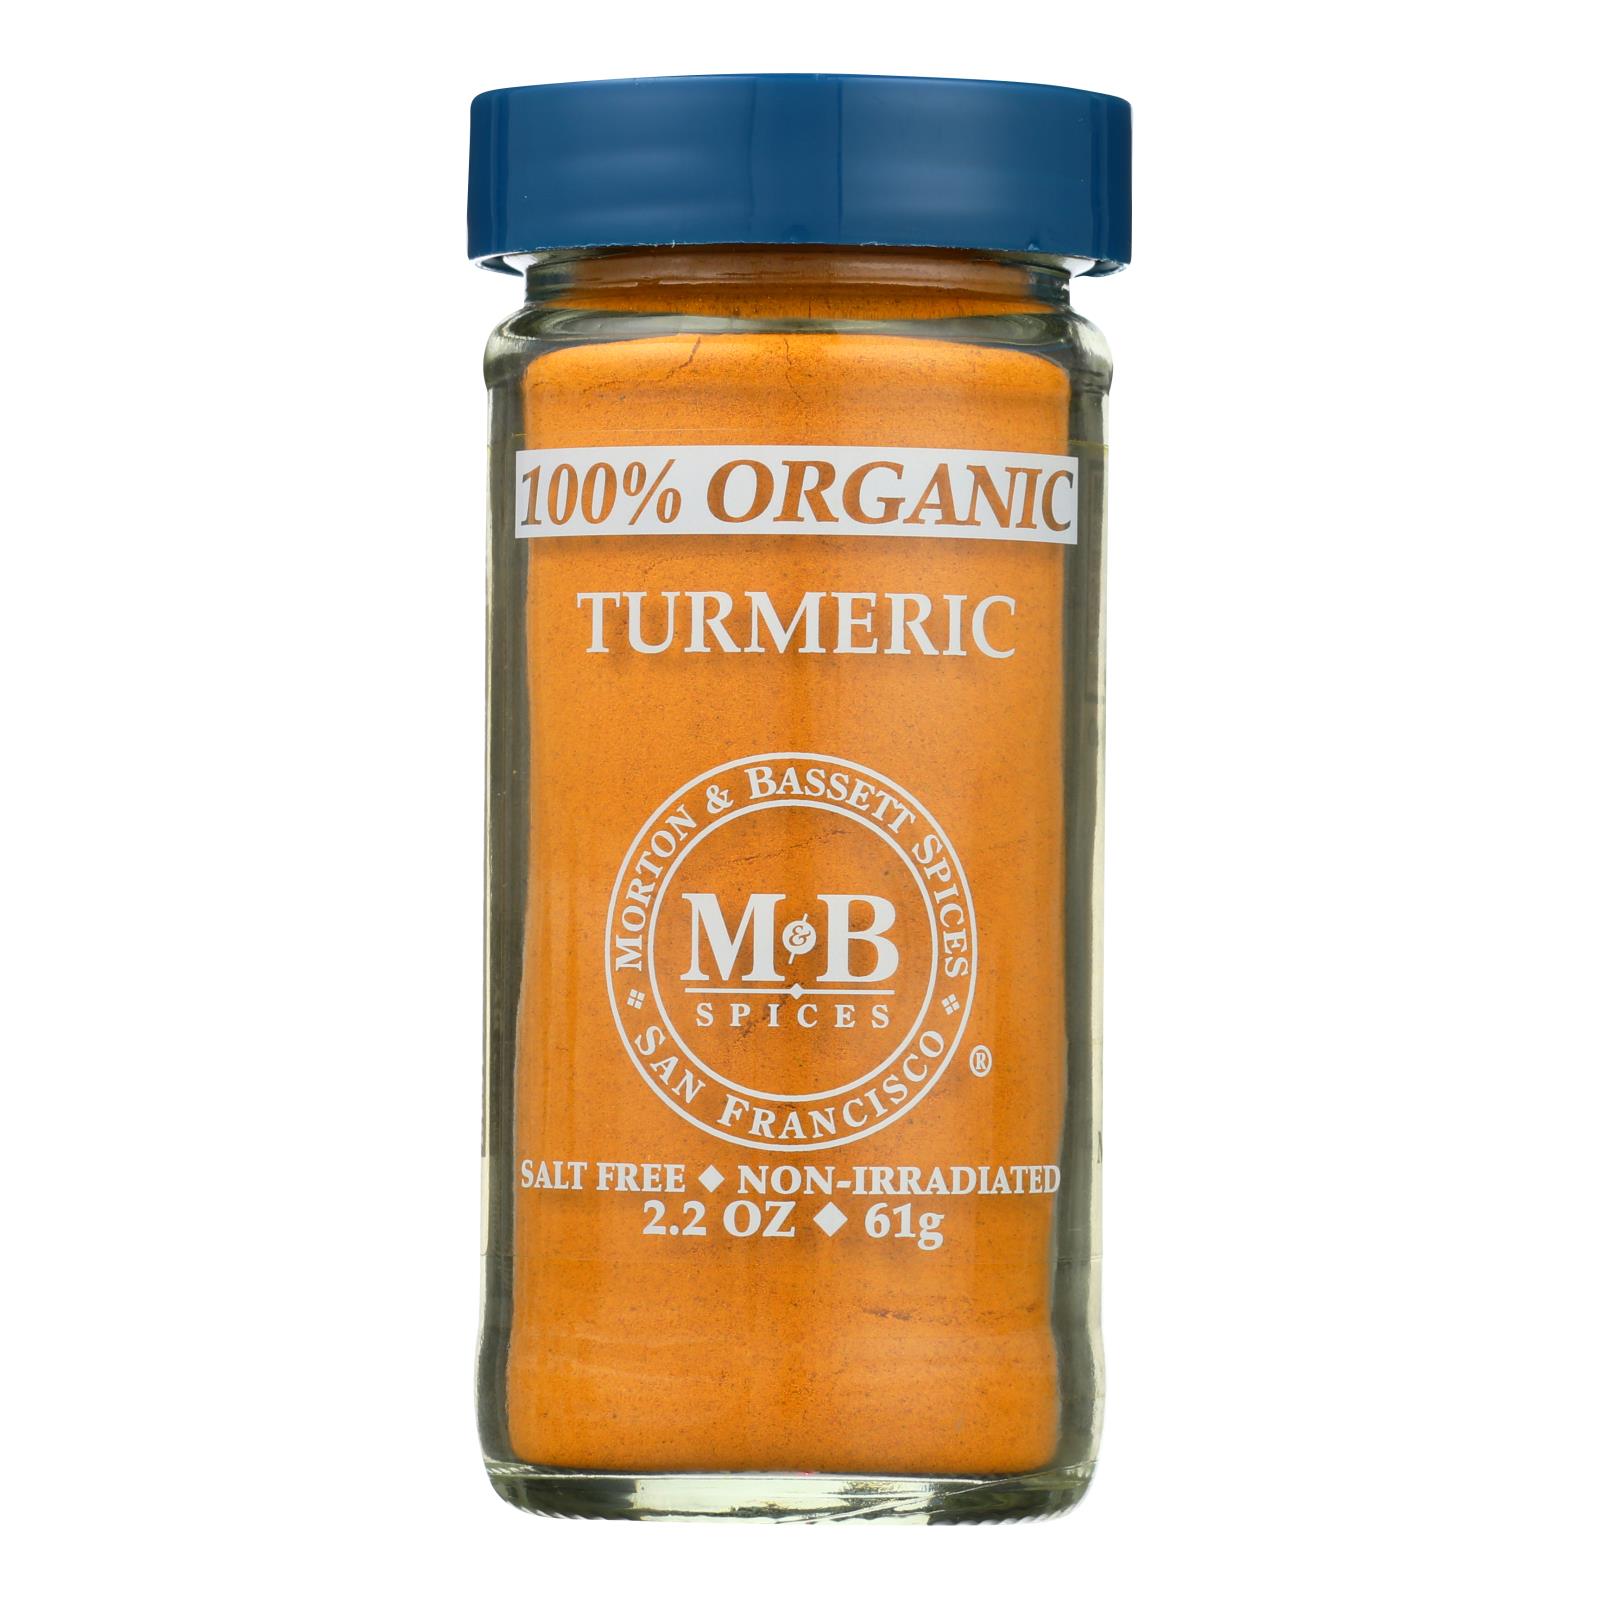 100% ORGANIC
TURMERIC
MORTON & BASSETT SPICES
M&B
SPICES
SAN FRANCISCO
®
SALT FREE ◆ NON-IRRADIATED
2.2 OZ ◆ 61g